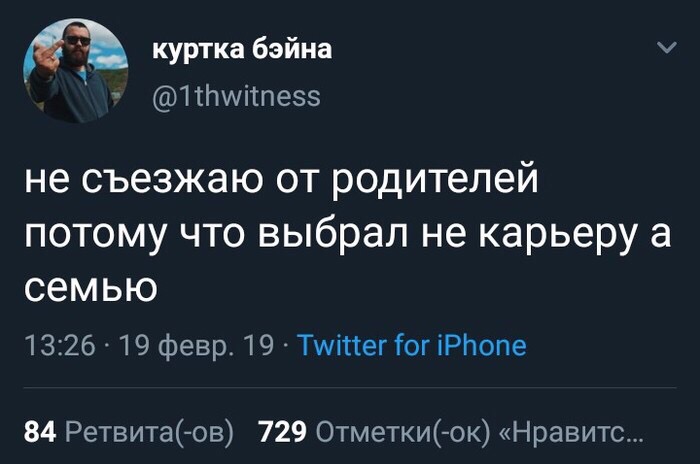 куртка бэйна
@1thwitness
не съезжаю от родителей
потому что выбрал не карьеру а
семью
13:26 · 19 февр. 19 · Twitter for iPhone
84 Ретвита(-ов) 729 Отметки(-ок) «Нравитс...